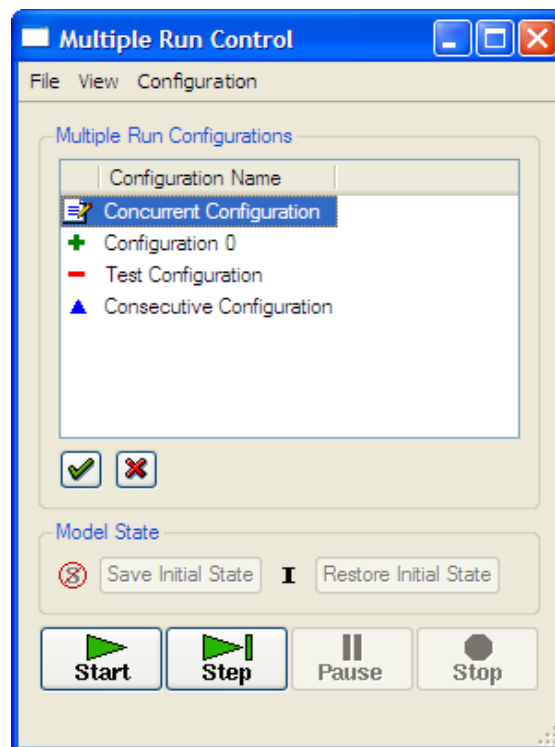 Multiple Run Control
File View Configuration
Multiple Run Configurations
Configuration Name
Concurrent Configuration
Configuration 0
Test Configuration
Consecutive Configuration
Model State
S Save Initial State I Restore Initial State
Start Step Pause Stop